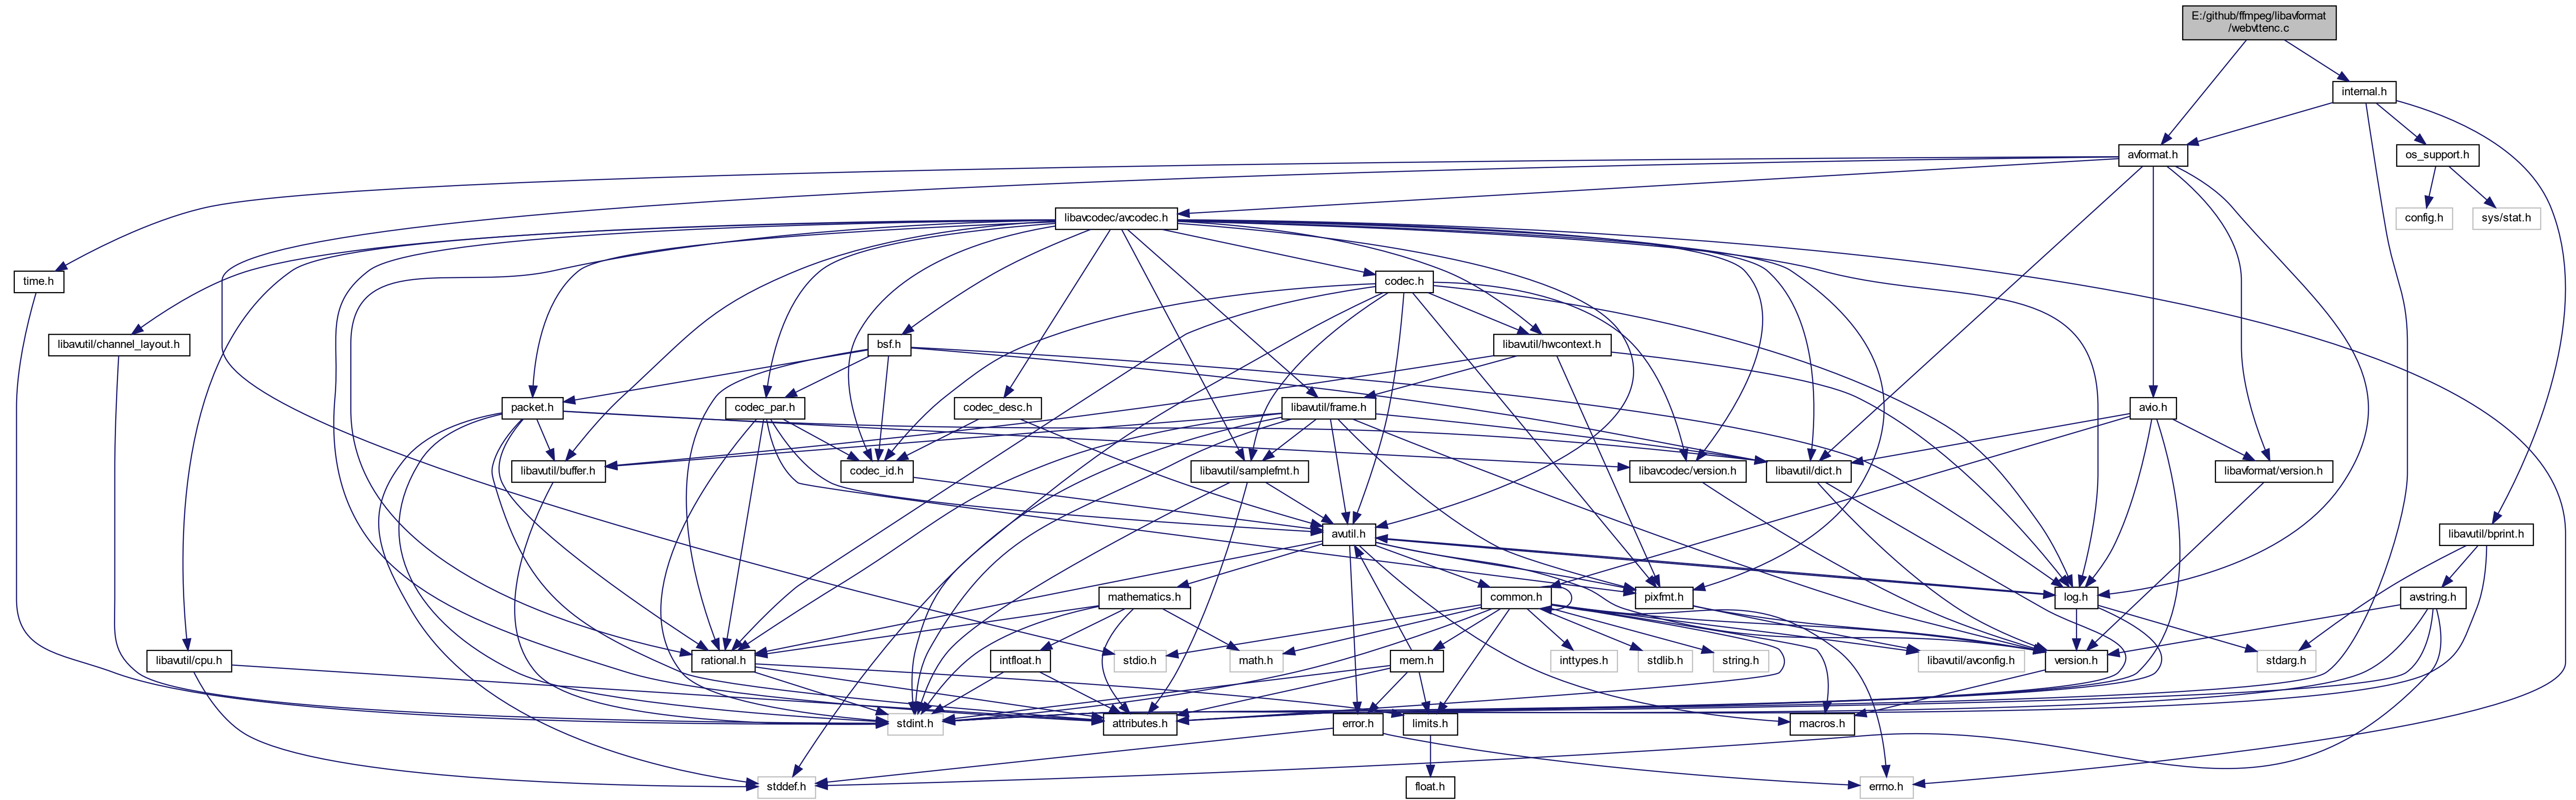 E:/github/ffmpeg/libavformat
/webvttenc.c
internal.h
avformat.h
os_support.h
libavcodec/avcodec.h
config.h
sys/stat.h
time.h
codec.h
libavutil/channel_layout.h
bsf.h
libavutil/hwcontext.h
packet.h
codec_par.h
codec_desc.h
libavutil/frame.h
avio.h
libavutil/buffer.h
codec_id.h
libavutil/samplefmt.h
libavcodec/version.h
libavutil/dict.h
libavformat/version.h
avutil.h
libavutil/bprint.h
mathematics.h
common.h
pixfmt.h
log.h
avstring.h
libavutil/cpu.h
rational.h
intfloat.h
stdio.h
math.h
mem.h
inttypes.h
stdlib.h
string.h
libavutil/avconfig.h
version.h
stdarg.h
stdint.h
attributes.h
error.h
limits.h
macros.h
stddef.h
float.h
errno.h